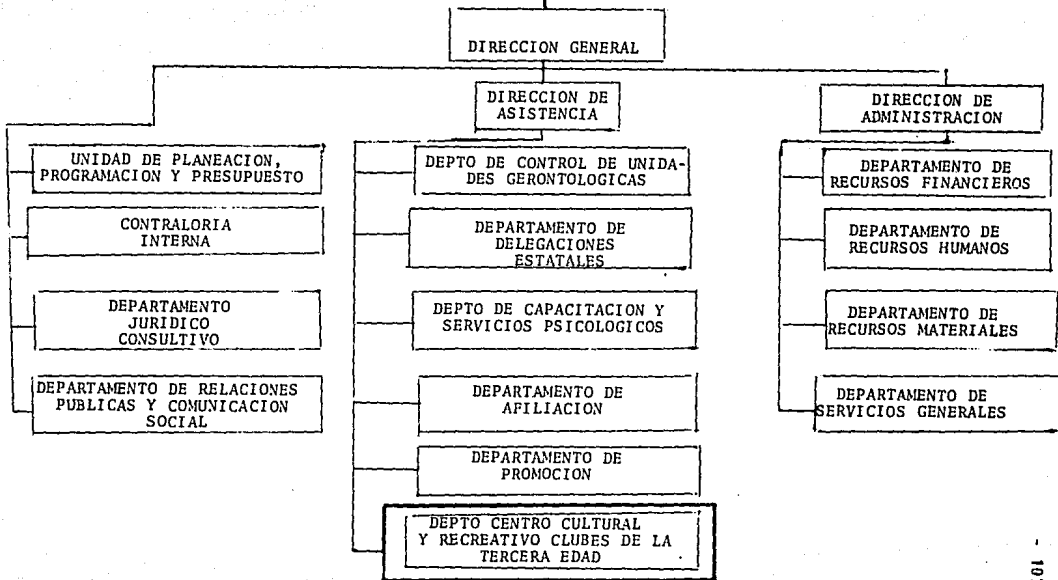 DIRECCION GENERAL
DIRECCION DE
ASISTENCIA
DIRECCION DE
ADMINISTRACION
UNIDAD DE PLANEACION,
PROGRAMACION Y PRESUPUESTO
CONTRALORIA
INTERNA
DEPARTAMENTO
JURIDICO
CONSULTIVO
DEPARTAMENTO DE RELACIONES
PUBLICAS Y COMUNICACION
SOCIAL
DEPTO DE CONTROL DE UNIDA-
DES GERONTOLOGICAS
DEPARTAMENTO DE
DELEGACIONES
ESTATALES
DEPTO DE CAPACITACION Y
SERVICIOS PSICOLOGICOS
DEPARTAMENTO DE
AFILIACION
DEPARTAMENTO DE
PROMOCION
DEPTO CENTRO CULTURAL
Y RECREATIVO CLUBES DE LA
TERCERA EDAD
DEPARTAMENTO DE
RECURSOS FINANCIEROS
DEPARTAMENTO DE
RECURSOS HUMANOS
DEPARTAMENTO DE
RECURSOS MATERIALES
DEPARTAMENTO DE
SERVICIOS GENERALES